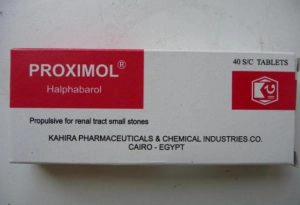 40 S/C TABLETS
PROXIMOL®
Halphabarol
Propulsive for renal tract small stones
KAHIRA PHARMACEUTICALS & CHEMICAL INDUSTRIES CO.
CAIRO - EGYPT